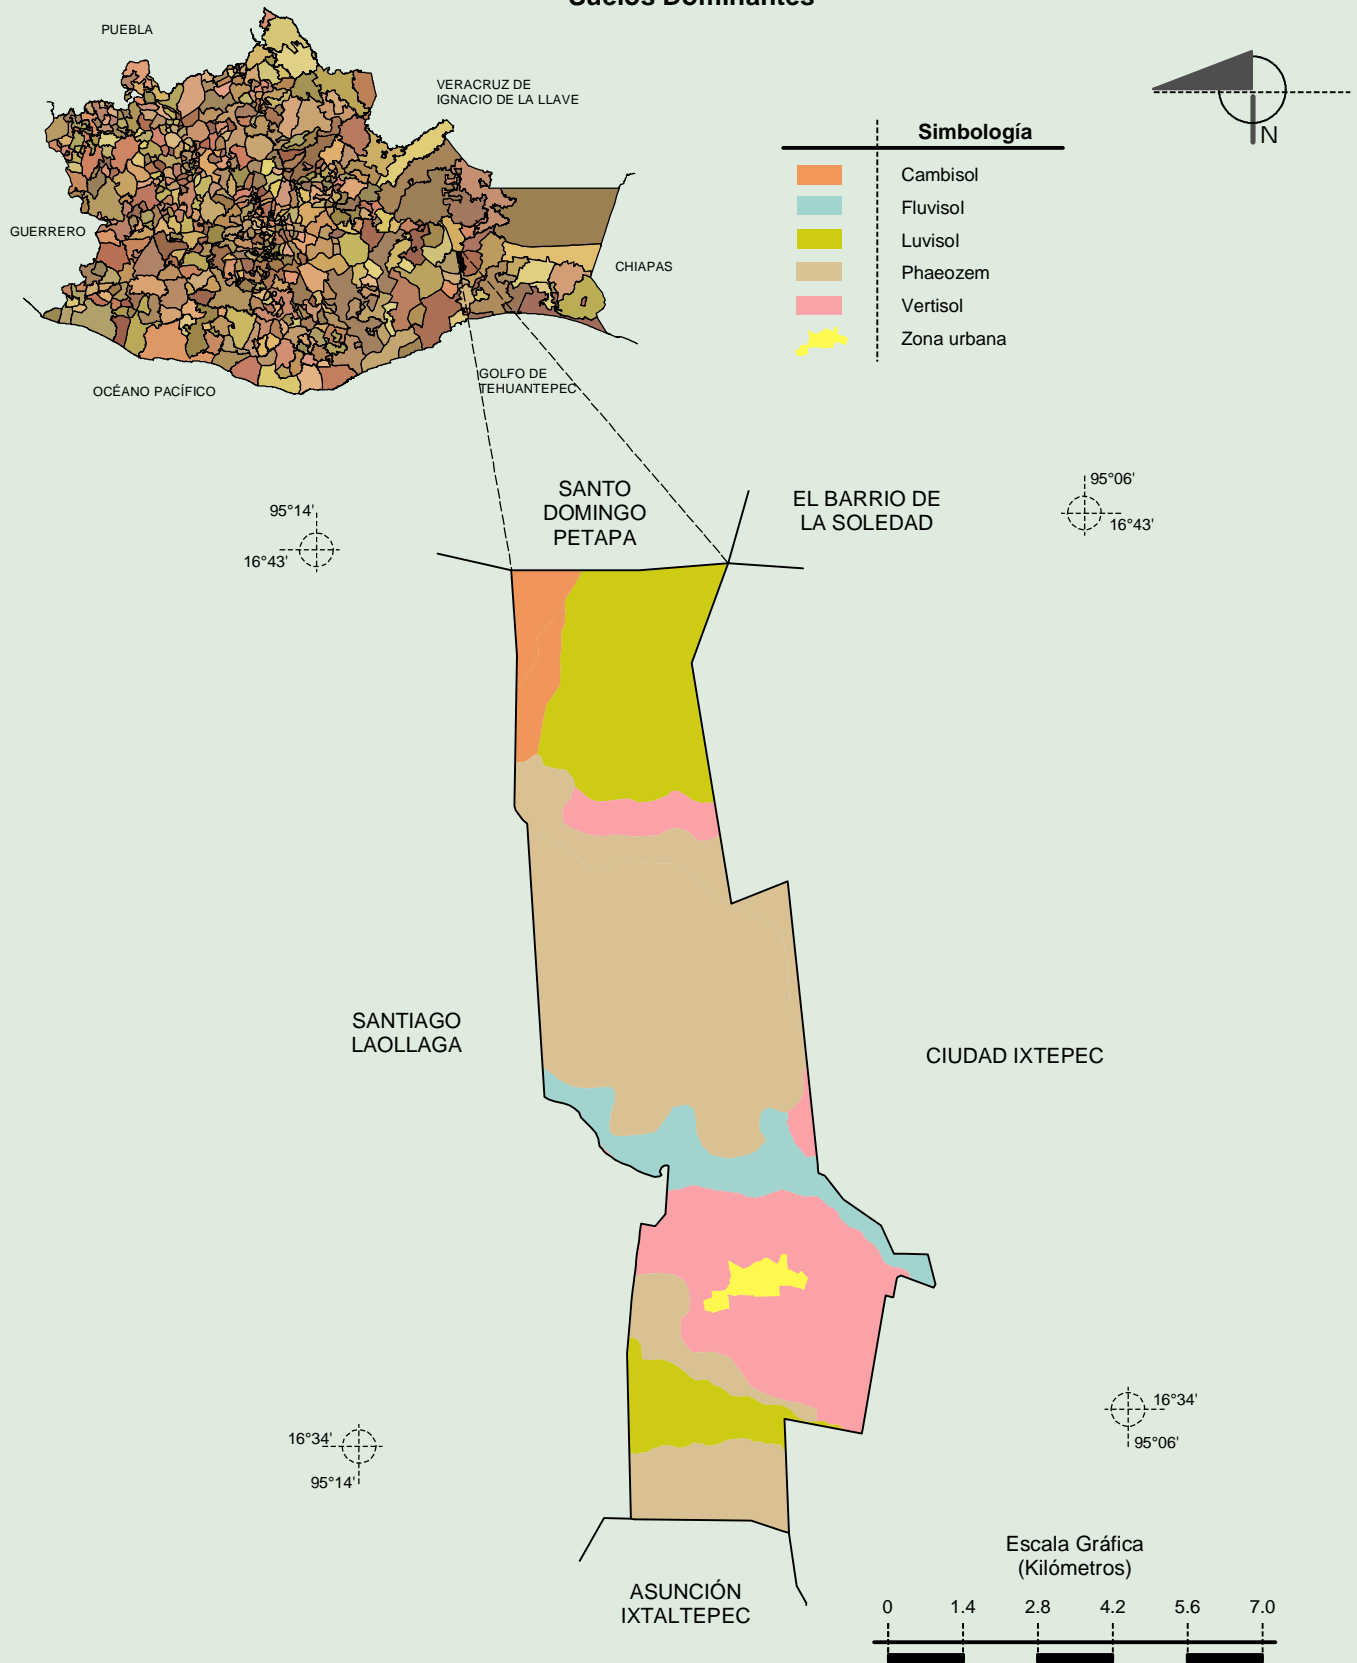 Suelos Dominantes
PUEBLA
VERACRUZ DE
IGNACIO DE LA LLAVE
GUERRERO
CHIAPAS
OCÉANO PACÍFICO
GOLFO DE
TEHUANTEPEC
N
Simbología
Cambisol
Fluvisol
Luvisol
Phaeozem
Vertisol
Zona urbana
95°14'
16°43'
SANTO
DOMINGO
PETAPA
EL BARRIO DE
LA SOLEDAD
95°06'
16°43'
SANTIAGO
LAOLLAGA
CIUDAD IXTEPEC
16°34'
95°14'
16°34'
95°06'
ASUNCIÓN
IXTALTEPEC
Escala Gráfica
(Kilómetros)
0 1.4 2.8 4.2 5.6 7.0